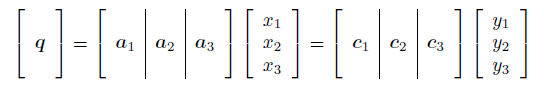 [ q ] = [ a₁ | a₂ | a₃ ] [ x₁ x₂ x₃ ] = [ c₁ | c₂ | c₃ ] [ y₁ y₂ y₃ ]